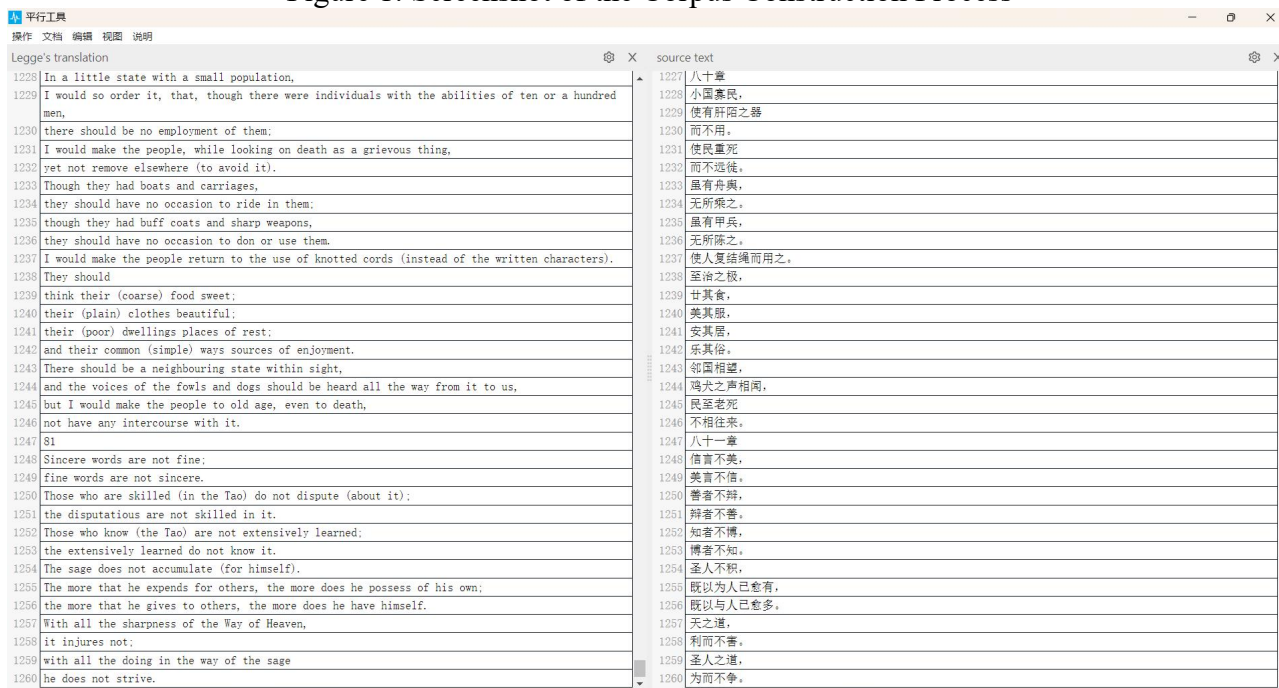 Figure 1. Screenshot of the Corpus Construction Process
平行工具
操作 文档 编辑 视图 说明
Legge's translation
1228 In a little state with a small population,
1229 I would so order it, that, though there were individuals with the abilities of ten or a hundred
men,
1230 there should be no employment of them;
1231 I would make the people, while looking on death as a grievous thing,
1232 yet not remove elsewhere (to avoid it).
1233 Though they had boats and carriages,
1234 they should have no occasion to ride in them;
1235 though they had buff coats and sharp weapons,
1236 they should have no occasion to don or use them.
1237 I would make the people return to the use of knotted cords (instead of the written characters).
1238 They should
1239 think their (coarse) food sweet;
1240 their (plain) clothes beautiful;
1241 their (poor) dwellings places of rest;
1242 and their common (simple) ways sources of enjoyment.
1243 There should be a neighbouring state within sight,
1244 and the voices of the fowls and dogs should be heard all the way from it to us,
1245 but I would make the people to old age, even to death,
1246 not have any intercourse with it.
1247 81
1248 Sincere words are not fine;
1249 fine words are not sincere.
1250 Those who are skilled (in the Tao) do not dispute (about it);
1251 the disputatious are not skilled in it.
1252 Those who know (the Tao) are not extensively learned;
1253 the extensively learned do not know it.
1254 The sage does not accumulate (for himself).
1255 The more that he expends for others, the more does he possess of his own;
1256 the more that he gives to others, the more does he have himself.
1257 With all the sharpness of the Way of Heaven,
1258 it injures not;
1259 with all the doing in the way of the sage
1260 he does not strive.
source text
1227 八十章
1228 小国寡民，
1229 使有肝陌之器
1230 而不用。
1231 使民重死
1232 而不远徙。
1233 虽有舟舆，
1234 无所乘之。
1235 虽有甲兵，
1236 无所陈之。
1237 使人复结绳而用之。
1238 至治之极，
1239 甘其食，
1240 美其服，
1241 安其居，
1242 乐其俗。
1243 邻国相望，
1244 鸡犬之声相闻，
1245 民至老死
1246 不相往来。
1247 八十一章
1248 信言不美，
1249 美言不信。
1250 善者不辩，
1251 辩者不善。
1252 知者不博，
1253 博者不知。
1254 圣人不积，
1255 既以为人已愈有，
1256 既以与人已愈多。
1257 天之道，
1258 利而不害。
1259 圣人之道，
1260 为而不争。